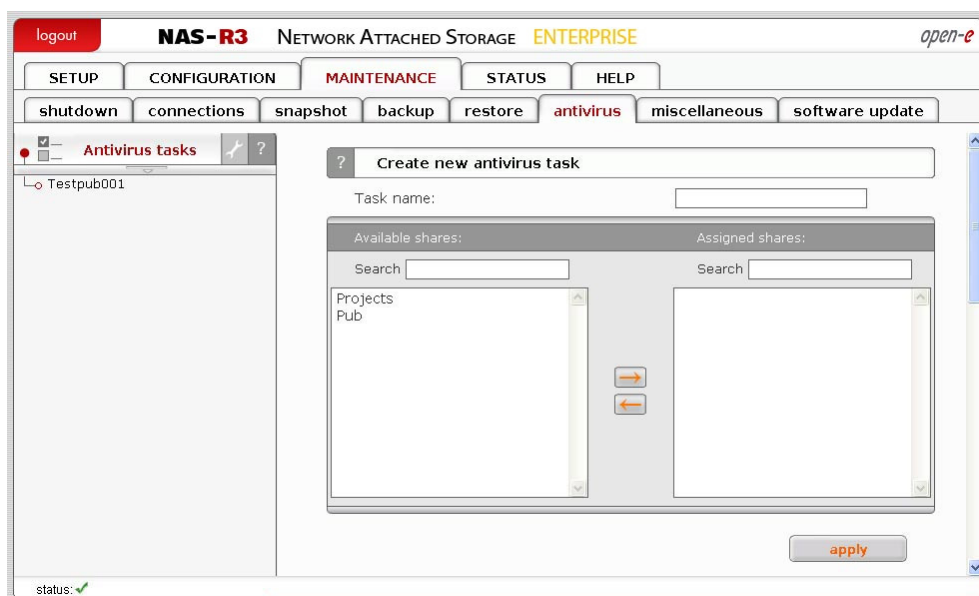 logout NAS-R3 NETWORK ATTACHED STORAGE ENTERPRISE open-e
SETUP CONFIGURATION MAINTENANCE STATUS HELP
shutdown connections snapshot backup restore antivirus miscellaneous software update
Antivirus tasks ?
Testpub001
? Create new antivirus task
Task name:
Available shares: Assigned shares:
Search Search
Projects
Pub
apply
status: